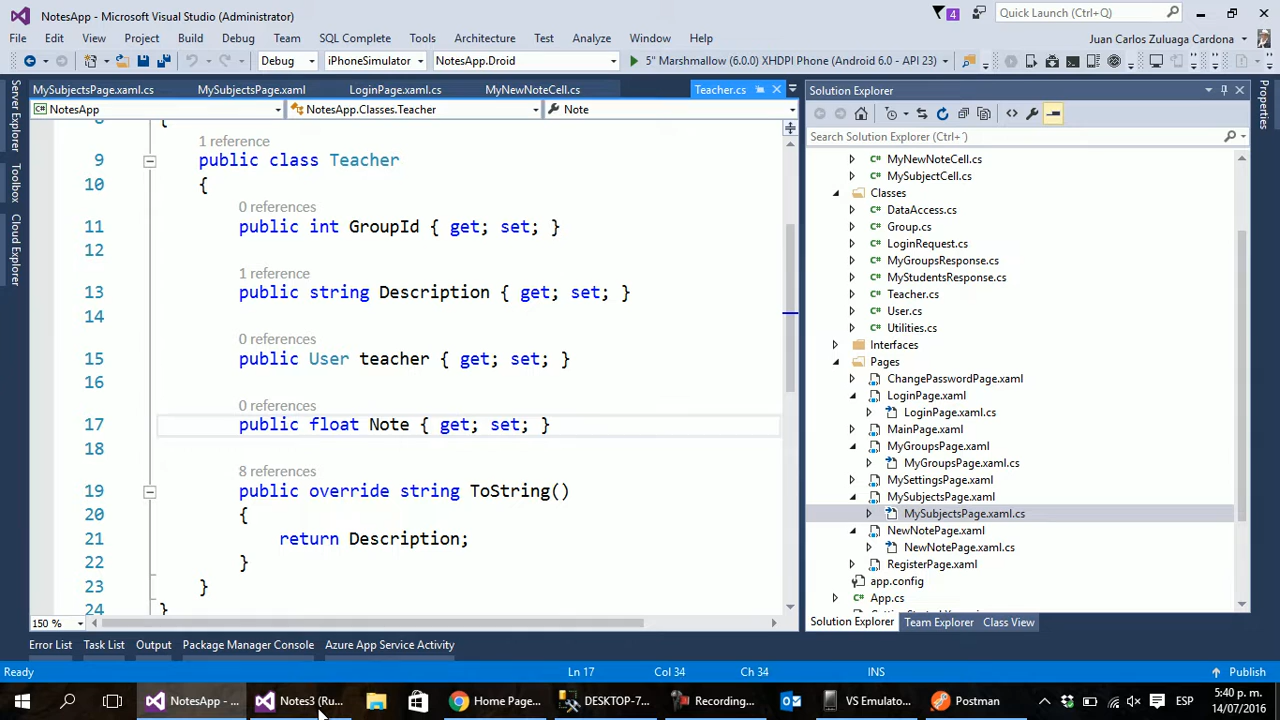 NotesApp - Microsoft Visual Studio (Administrator)
4
Quick Launch (Ctrl+Q)
File Edit View Project Build Debug Team SQL Complete Tools Architecture Test Analyze Window Help
Juan Carlos Zuluaga Cardona
Debug iPhoneSimulator NotesApp.Droid 5" Marshmallow (6.0.0) XHDPI Phone (Android 6.0 - API 23)
Server Explorer
Toolbox
Cloud Explorer
MySubjectsPage.xaml.cs MySubjectsPage.xaml LoginPage.xaml.cs MyNewNoteCell.cs Teacher.cs
NotesApp NotesApp.Classes.Teacher Note
{
1 reference
9 public class Teacher
10 {
0 references
11 public int GroupId { get; set; }
12
1 reference
13 public string Description { get; set; }
14
0 references
15 public User teacher { get; set; }
16
0 references
17 public float Note { get; set; }
18
8 references
19 public override string ToString()
20 {
21 return Description;
22 }
23 }
24 }
150 %
Solution Explorer
Search Solution Explorer (Ctrl+´)
MyNewNoteCell.cs
MySubjectCell.cs
Classes
DataAccess.cs
Group.cs
LoginRequest.cs
MyGroupsResponse.cs
MyStudentsResponse.cs
Teacher.cs
User.cs
Utilities.cs
Interfaces
Pages
ChangePasswordPage.xaml
LoginPage.xaml
LoginPage.xaml.cs
MainPage.xaml
MyGroupsPage.xaml
MyGroupsPage.xaml.cs
MySettingsPage.xaml
MySubjectsPage.xaml
MySubjectsPage.xaml.cs
NewNotePage.xaml
NewNotePage.xaml.cs
RegisterPage.xaml
app.config
App.cs
Solution Explorer Team Explorer Class View
Properties
Error List Task List Output Package Manager Console Azure App Service Activity
Ready Ln 17 Col 34 Ch 34 INS Publish
NotesApp - ... Notes3 (Ru... Home Page... DESKTOP-7... Recording... VS Emulato... Postman ESP
5:40 p. m.
14/07/2016